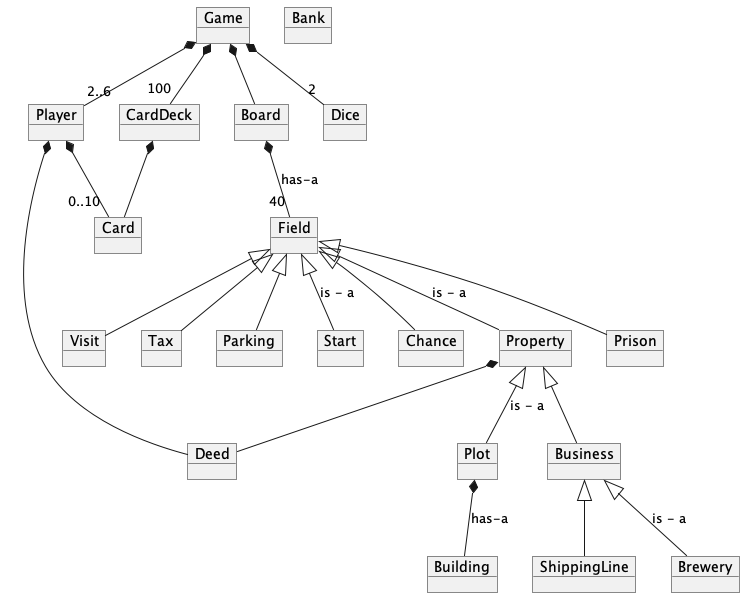 Game Bank
2..6 100 2
Player CardDeck Board Dice
has-a
0..10 40
Card Field
is - a is - a
Visit Tax Parking Start Chance Property Prison
is - a
Deed Plot Business
has-a is - a
Building ShippingLine Brewery